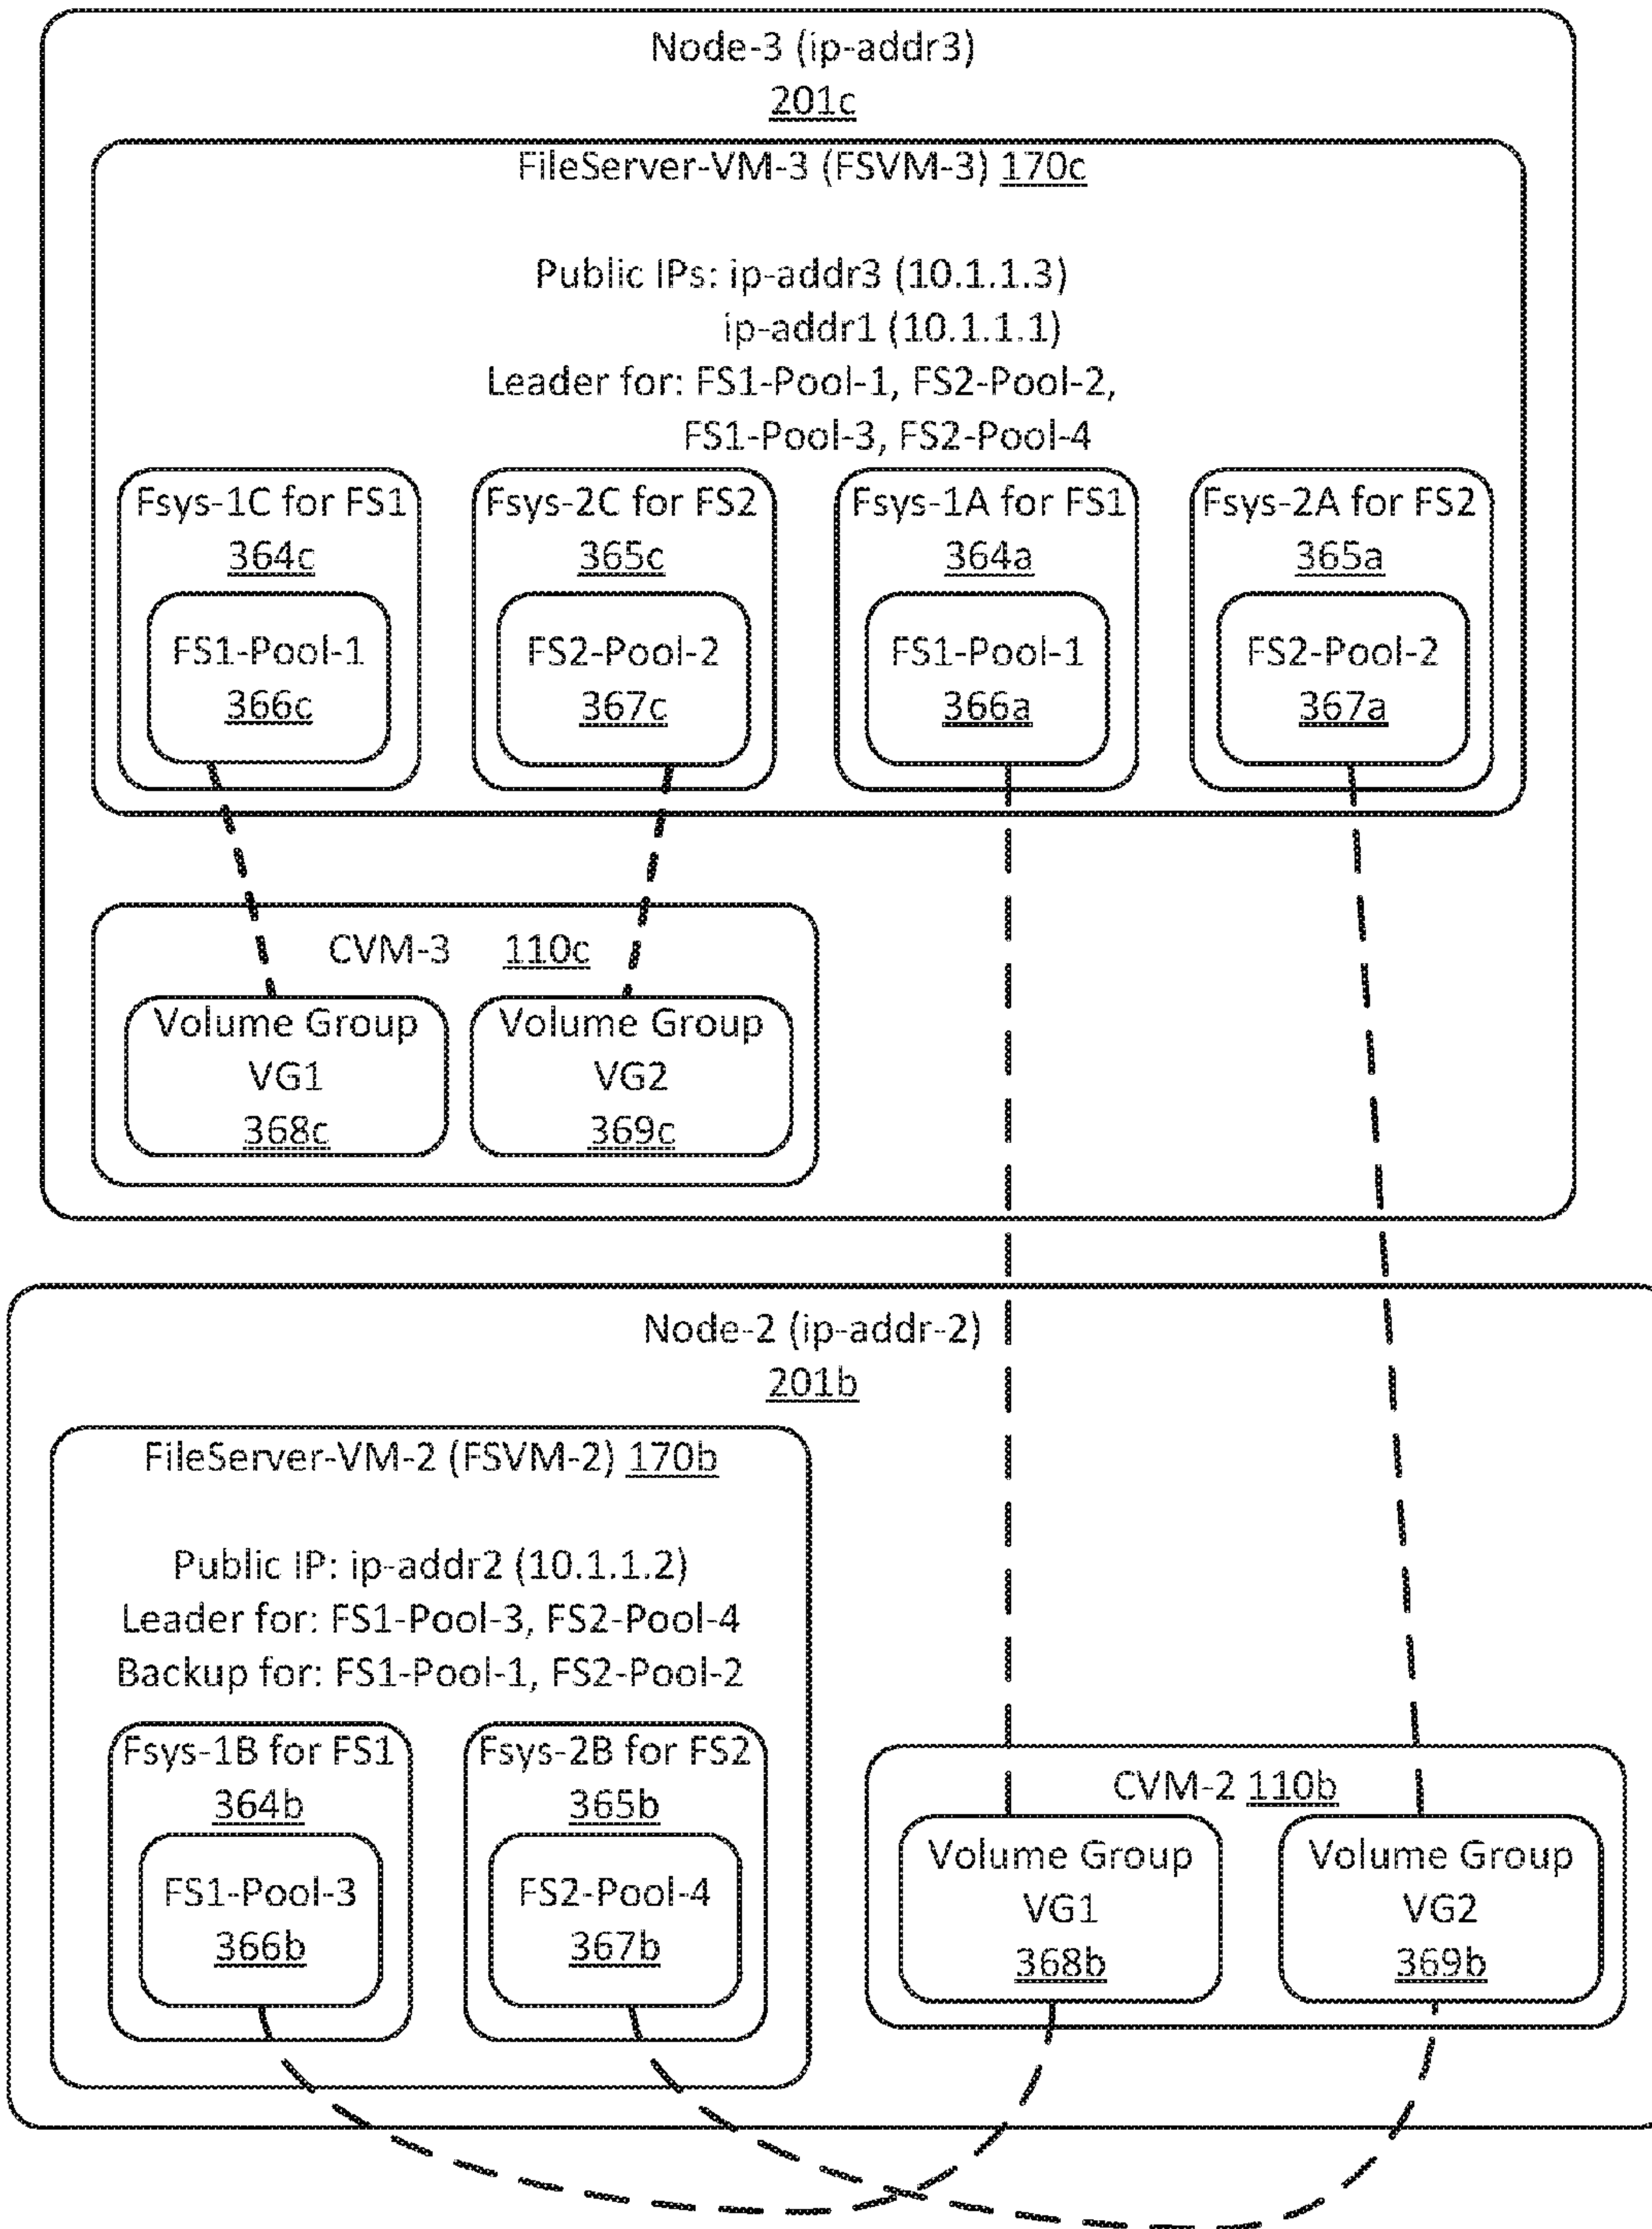 Node-3 (ip-addr3)
201c
FileServer-VM-3 (FSVM-3) 170c
Public IPs: ip-addr3 (10.1.1.3)
ip-addr1 (10.1.1.1)
Leader for: FS1-Pool-1, FS2-Pool-2,
FS1-Pool-3, FS2-Pool-4
Fsys-1C for FS1
364c
FS1-Pool-1
366c
Fsys-2C for FS2
365c
FS2-Pool-2
367c
Fsys-1A for FS1
364a
FS1-Pool-1
366a
Fsys-2A for FS2
365a
FS2-Pool-2
367a
CVM-3 110c
Volume Group
VG1
368c
Volume Group
VG2
369c
Node-2 (ip-addr-2)
201b
FileServer-VM-2 (FSVM-2) 170b
Public IP: ip-addr2 (10.1.1.2)
Leader for: FS1-Pool-3, FS2-Pool-4
Backup for: FS1-Pool-1, FS2-Pool-2
Fsys-1B for FS1
364b
FS1-Pool-3
366b
Fsys-2B for FS2
365b
FS2-Pool-4
367b
CVM-2 110b
Volume Group
VG1
368b
Volume Group
VG2
369b